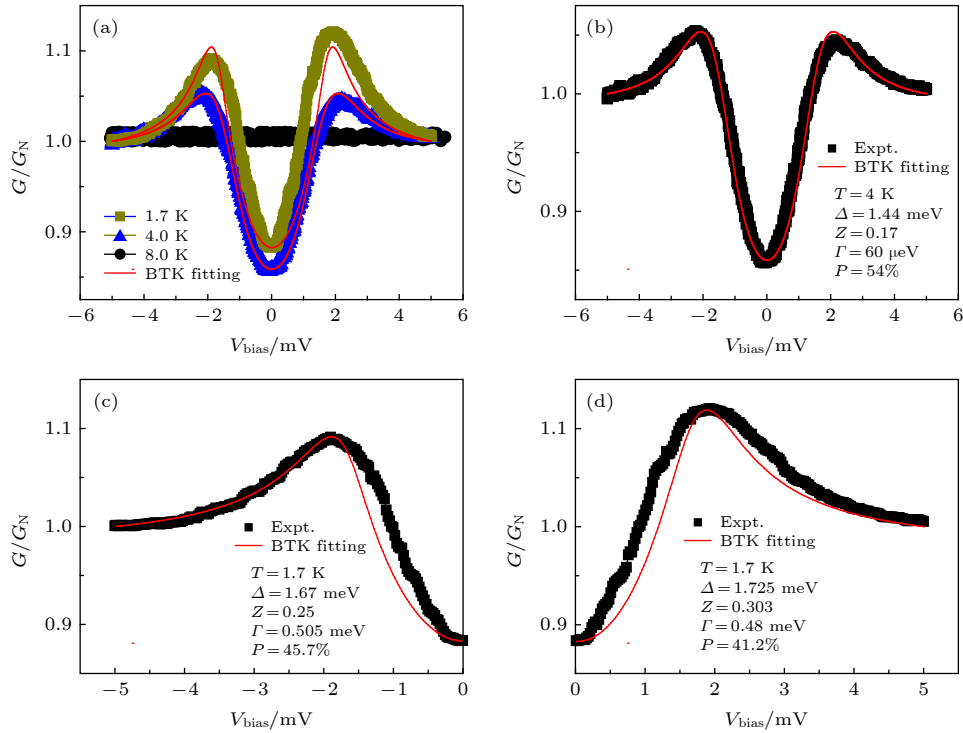 (a)
1.1
1.0
0.9
G/G_N
1.7 K
4.0 K
8.0 K
BTK fitting
−6 −4 −2 0 2 4 6
V_bias/mV
(b)
1.0
0.9
G/G_N
Expt.
BTK fitting
T=4 K
Δ=1.44 meV
Z=0.17
Γ=60 μeV
P=54%
−6 −4 −2 0 2 4 6
V_bias/mV
(c)
1.1
1.0
0.9
G/G_N
Expt.
BTK fitting
T=1.7 K
Δ=1.67 meV
Z=0.25
Γ=0.505 meV
P=45.7%
−5 −4 −3 −2 −1 0
V_bias/mV
(d)
1.1
1.0
0.9
G/G_N
Expt.
BTK fitting
T=1.7 K
Δ=1.725 meV
Z=0.303
Γ=0.48 meV
P=41.2%
0 1 2 3 4 5
V_bias/mV